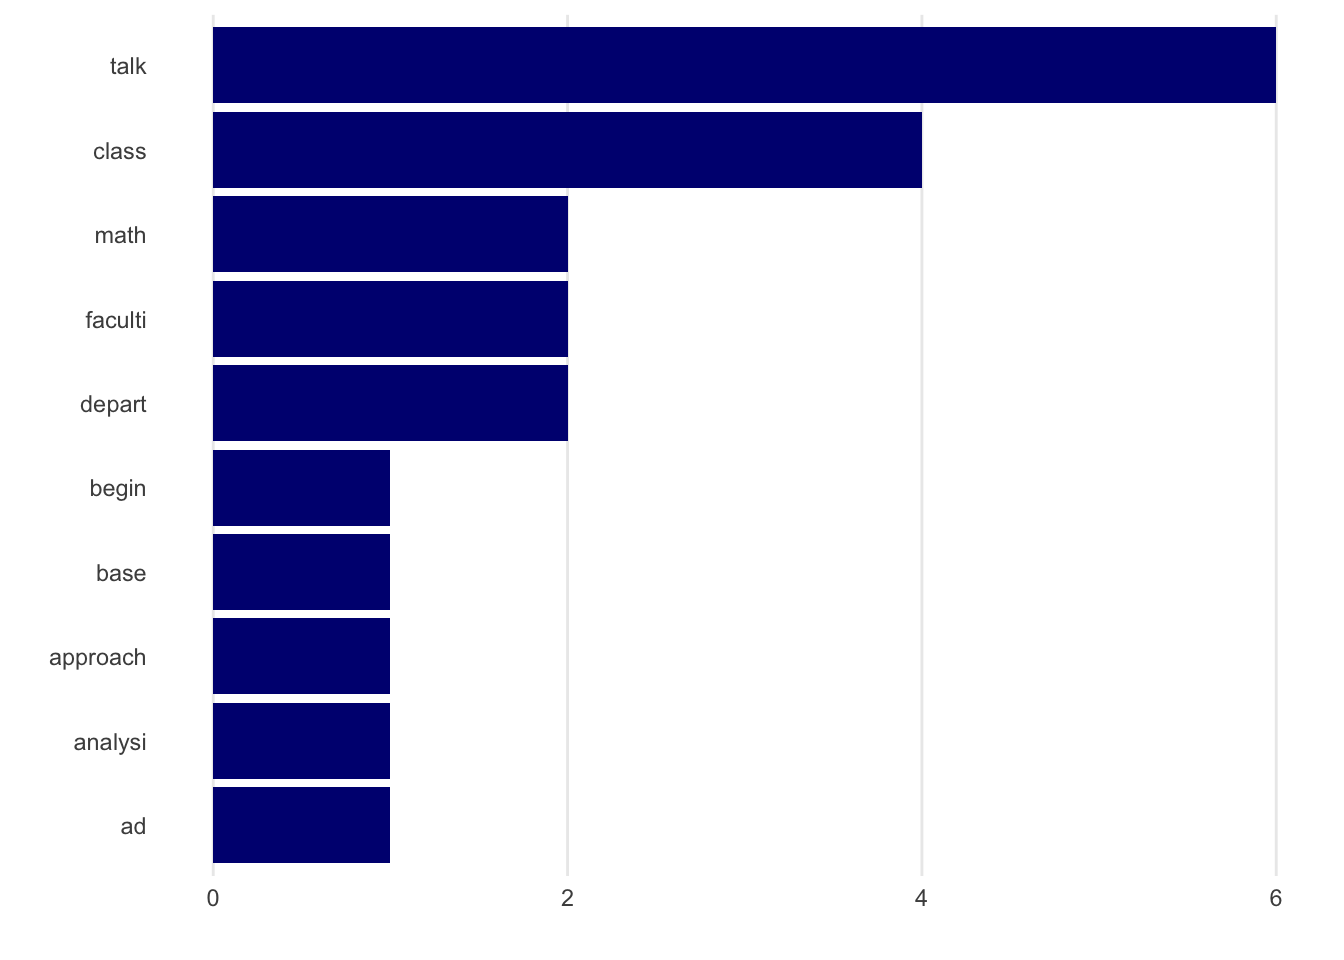 talk
class
math
faculti
depart
begin
base
approach
analysi
ad
0 2 4 6